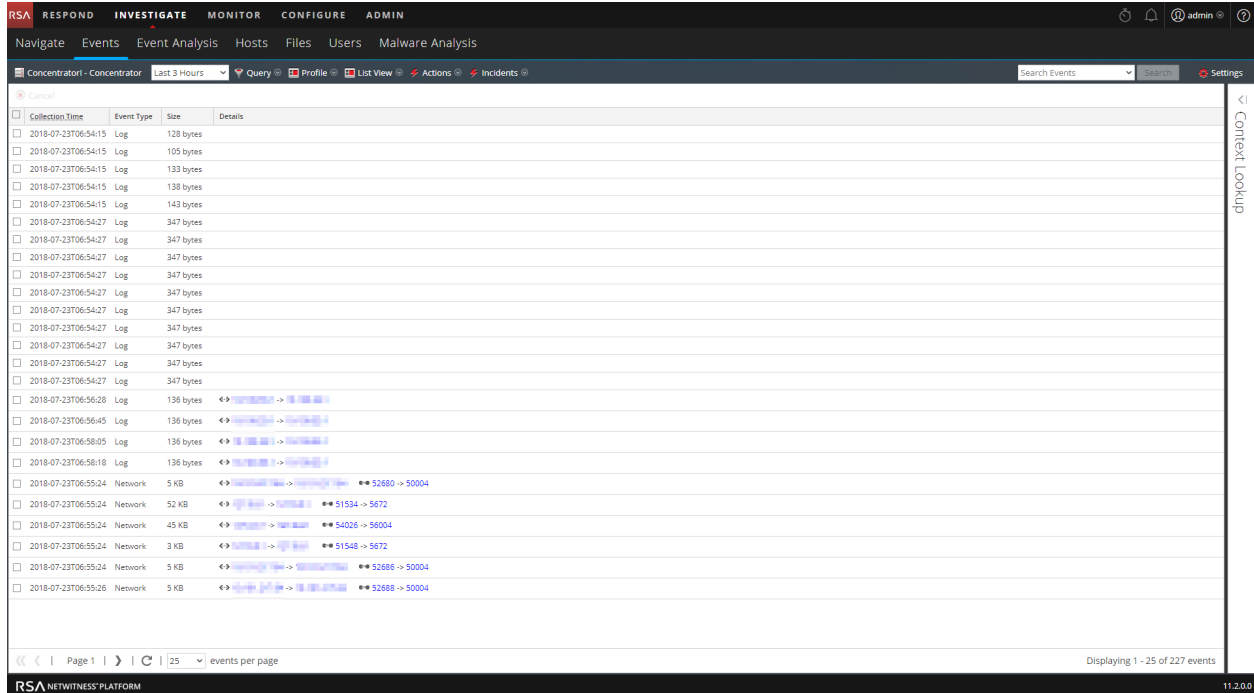 RSA RESPOND INVESTIGATE MONITOR CONFIGURE ADMIN admin
Navigate Events Event Analysis Hosts Files Users Malware Analysis
ConcentratorI - Concentrator Last 3 Hours Query Profile List View Actions Incidents Search Events Search Settings
Cancel
Context Lookup
Collection Time Event Type Size Details
2018-07-23T06:54:15 Log 128 bytes
2018-07-23T06:54:15 Log 105 bytes
2018-07-23T06:54:15 Log 133 bytes
2018-07-23T06:54:15 Log 138 bytes
2018-07-23T06:54:15 Log 143 bytes
2018-07-23T06:54:27 Log 347 bytes
2018-07-23T06:54:27 Log 347 bytes
2018-07-23T06:54:27 Log 347 bytes
2018-07-23T06:54:27 Log 347 bytes
2018-07-23T06:54:27 Log 347 bytes
2018-07-23T06:54:27 Log 347 bytes
2018-07-23T06:54:27 Log 347 bytes
2018-07-23T06:54:27 Log 347 bytes
2018-07-23T06:54:27 Log 347 bytes
2018-07-23T06:54:27 Log 347 bytes
2018-07-23T06:56:28 Log 136 bytes ->
2018-07-23T06:56:45 Log 136 bytes ->
2018-07-23T06:58:05 Log 136 bytes ->
2018-07-23T06:58:18 Log 136 bytes ->
2018-07-23T06:55:24 Network 5 KB -> 52680 -> 50004
2018-07-23T06:55:24 Network 52 KB -> 51534 -> 5672
2018-07-23T06:55:24 Network 45 KB -> 54026 -> 56004
2018-07-23T06:55:24 Network 3 KB -> 51548 -> 5672
2018-07-23T06:55:24 Network 5 KB -> 52686 -> 50004
2018-07-23T06:55:26 Network 5 KB -> 52688 -> 50004
Page 1 | 25 events per page Displaying 1 - 25 of 227 events
RSA NETWITNESS® PLATFORM 11.2.0.0